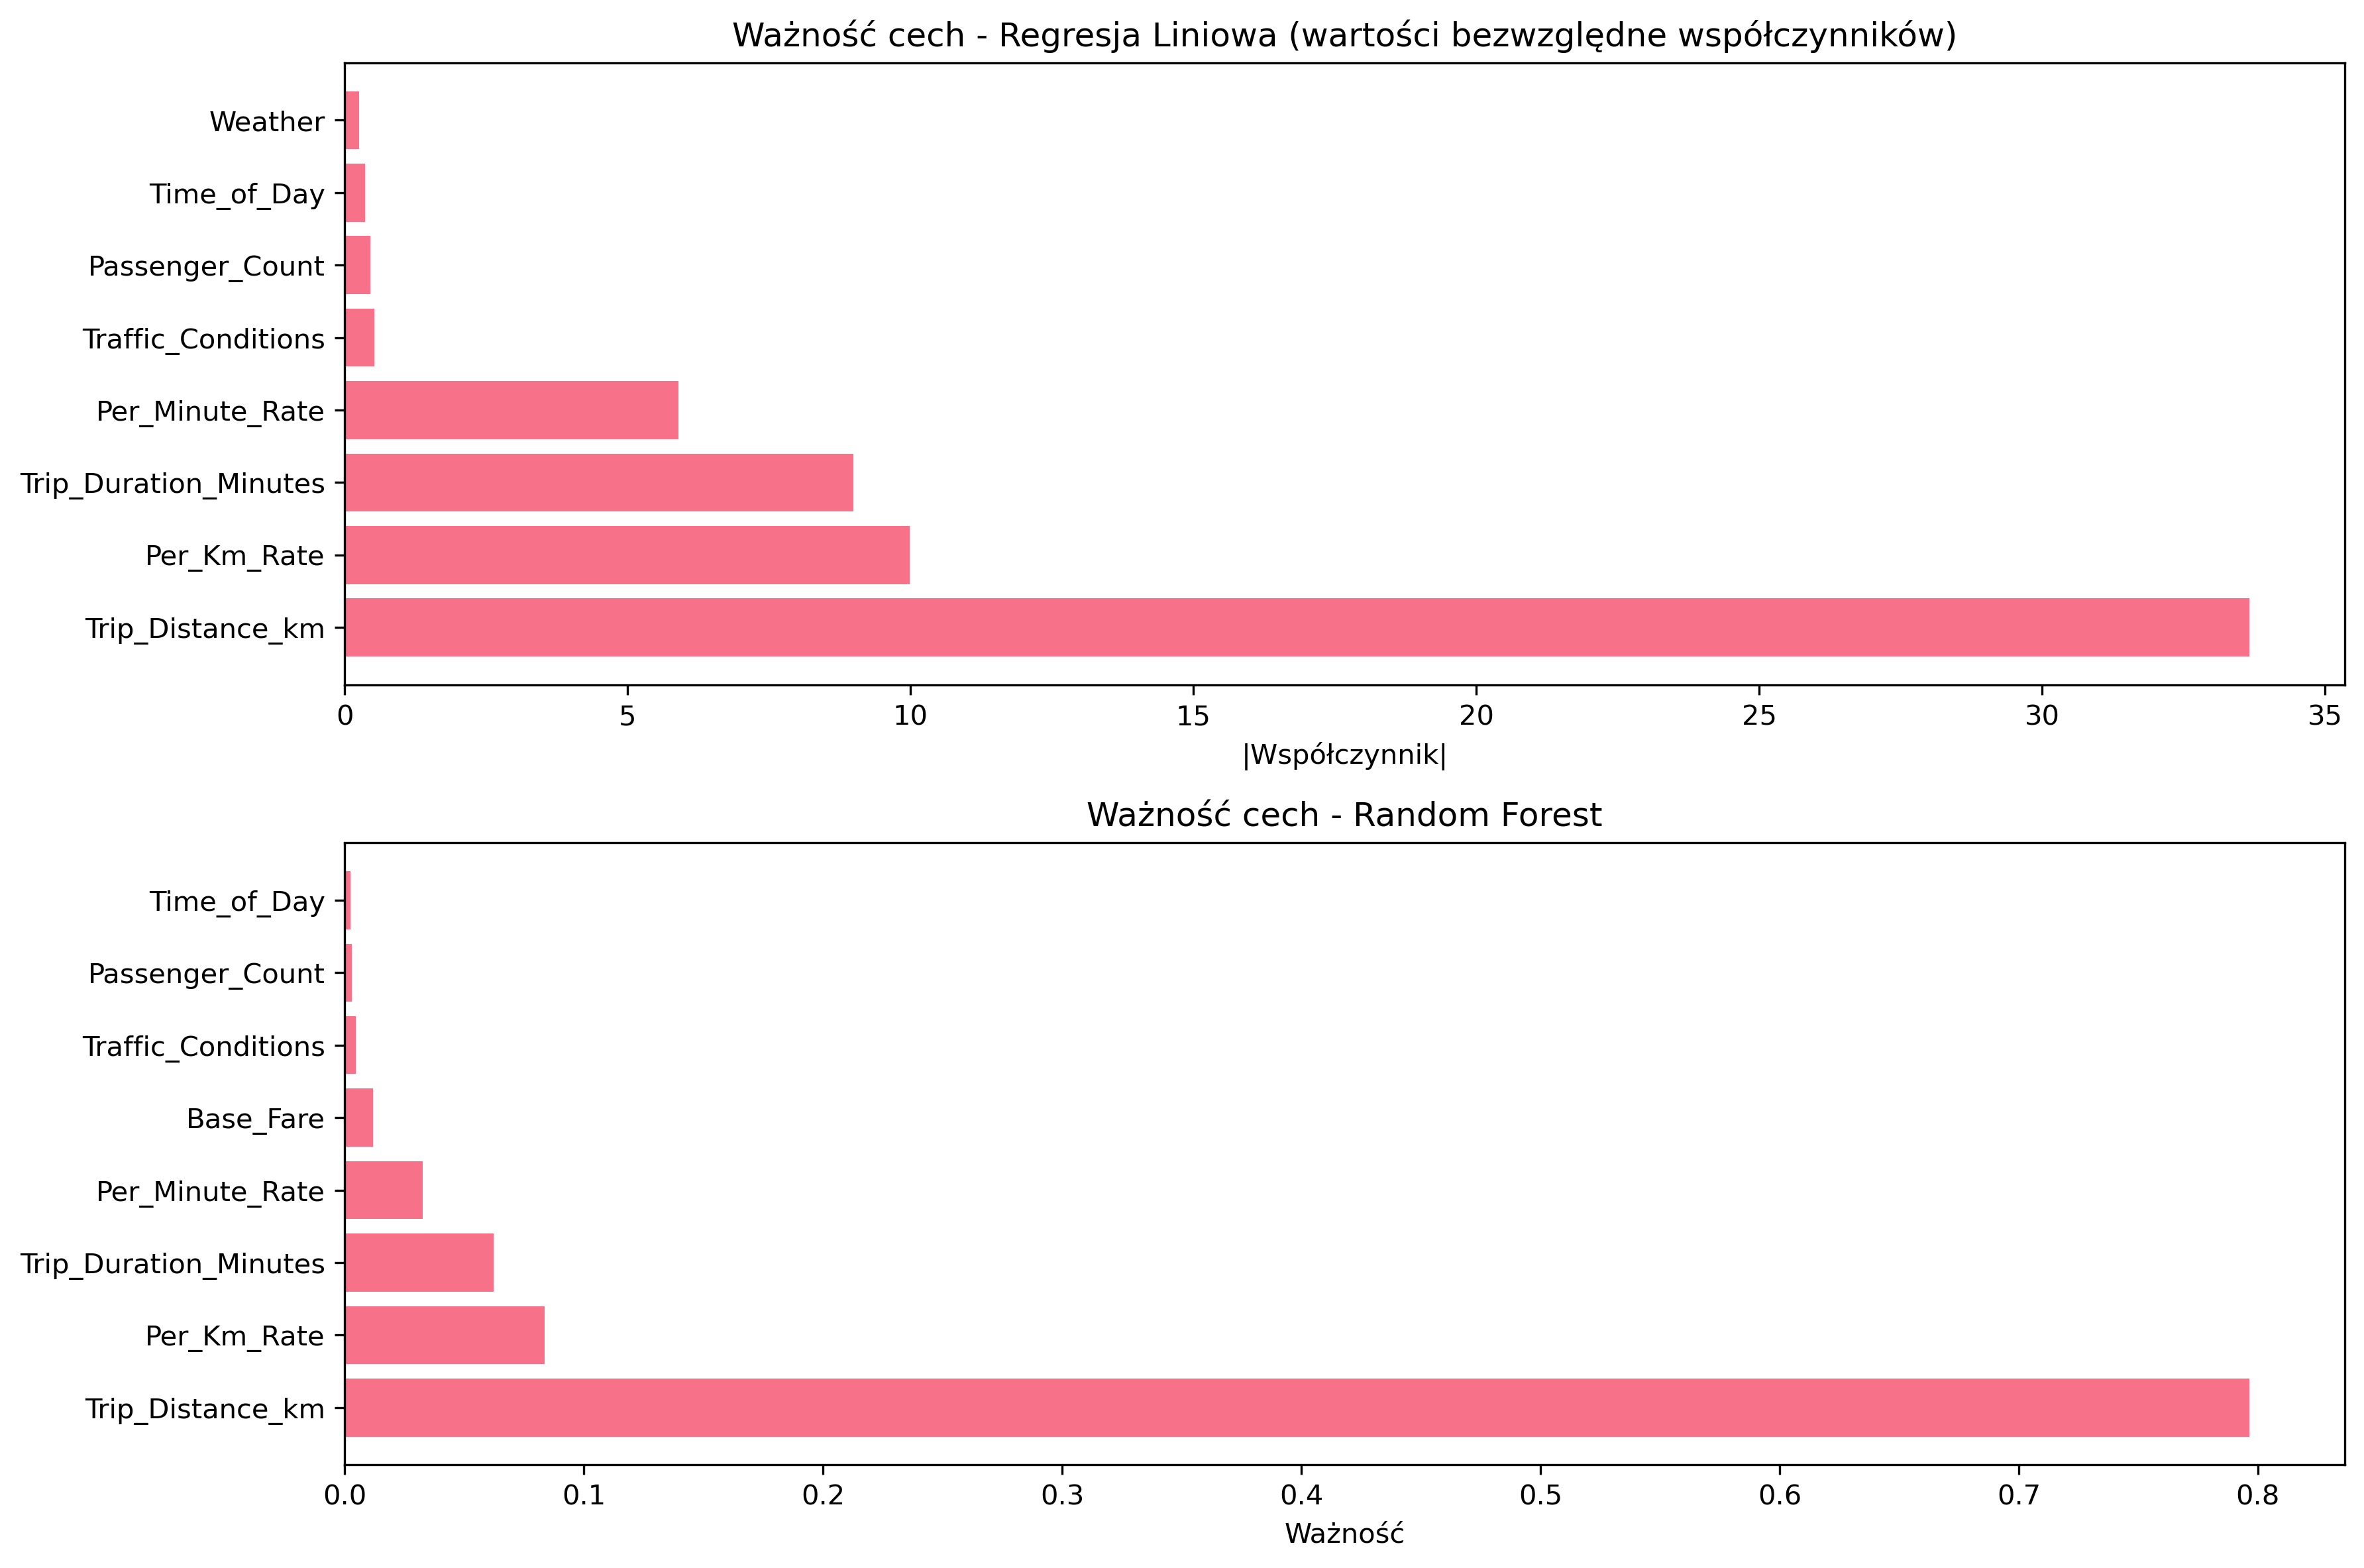 Ważność cech - Regresja Liniowa (wartości bezwzględne współczynników)
Weather
Time_of_Day
Passenger_Count
Traffic_Conditions
Per_Minute_Rate
Trip_Duration_Minutes
Per_Km_Rate
Trip_Distance_km
0 5 10 15 20 25 30 35
|Współczynnik|
Ważność cech - Random Forest
Time_of_Day
Passenger_Count
Traffic_Conditions
Base_Fare
Per_Minute_Rate
Trip_Duration_Minutes
Per_Km_Rate
Trip_Distance_km
0.0 0.1 0.2 0.3 0.4 0.5 0.6 0.7 0.8
Ważność